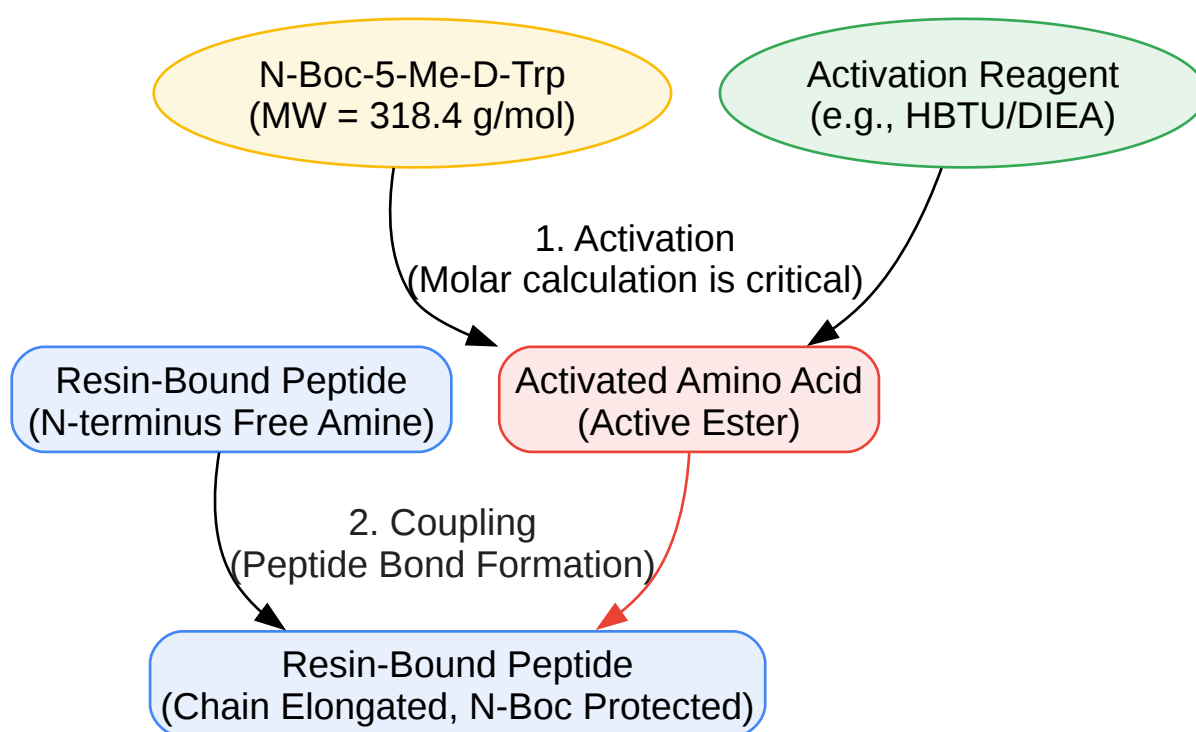 N-Boc-5-Me-D-Trp
(MW = 318.4 g/mol)
Activation Reagent
(e.g., HBTU/DIEA)
1. Activation
(Molar calculation is critical)
Resin-Bound Peptide
(N-terminus Free Amine)
Activated Amino Acid
(Active Ester)
2. Coupling
(Peptide Bond Formation)
Resin-Bound Peptide
(Chain Elongated, N-Boc Protected)